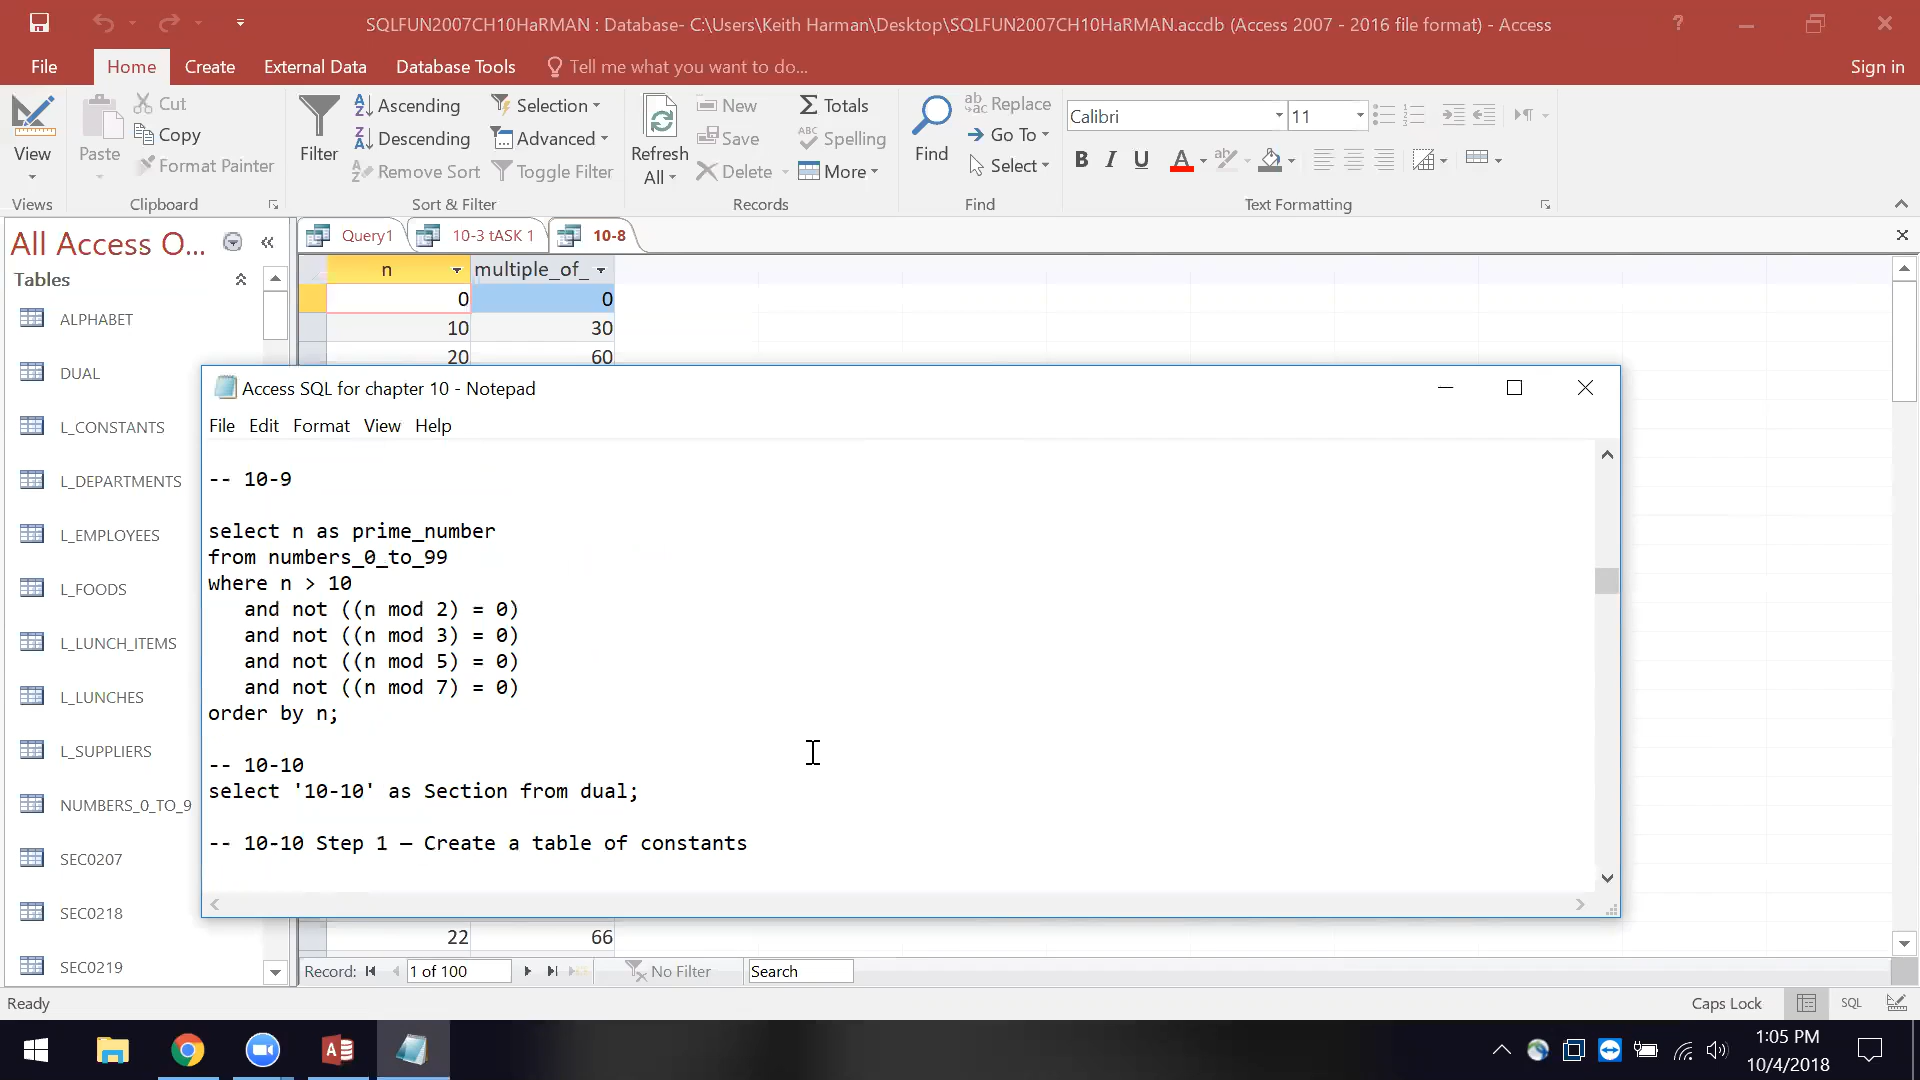 SQLFUN2007CH10HaRMAN : Database- C:\Users\Keith Harman\Desktop\SQLFUN2007CH10HaRMAN.accdb (Access 2007 - 2016 file format) - Access
?
File Home Create External Data Database Tools Tell me what you want to do... Sign in
View
Views
Paste
Cut
Copy
Format Painter
Clipboard
Filter
Ascending
Descending
Remove Sort
Selection
Advanced
Toggle Filter
Sort & Filter
Refresh All
New
Save
Delete
Totals
Spelling
More
Records
Find
Replace
Go To
Select
Find
Calibri 11
B I U A
Text Formatting
All Access O...
Tables
ALPHABET
DUAL
L_CONSTANTS
L_DEPARTMENTS
L_EMPLOYEES
L_FOODS
L_LUNCH_ITEMS
L_LUNCHES
L_SUPPLIERS
NUMBERS_0_TO_9
SEC0207
SEC0218
SEC0219
Query1 10-3 tASK 1 10-8
n multiple_of_
0 0
10 30
20 60
Access SQL for chapter 10 - Notepad
File Edit Format View Help
-- 10-9
select n as prime_number
from numbers_0_to_99
where n > 10
and not ((n mod 2) = 0)
and not ((n mod 3) = 0)
and not ((n mod 5) = 0)
and not ((n mod 7) = 0)
order by n;
-- 10-10
select '10-10' as Section from dual;
-- 10-10 Step 1 – Create a table of constants
22 66
Record: 1 of 100 No Filter Search
Ready Caps Lock SQL
1:05 PM
10/4/2018